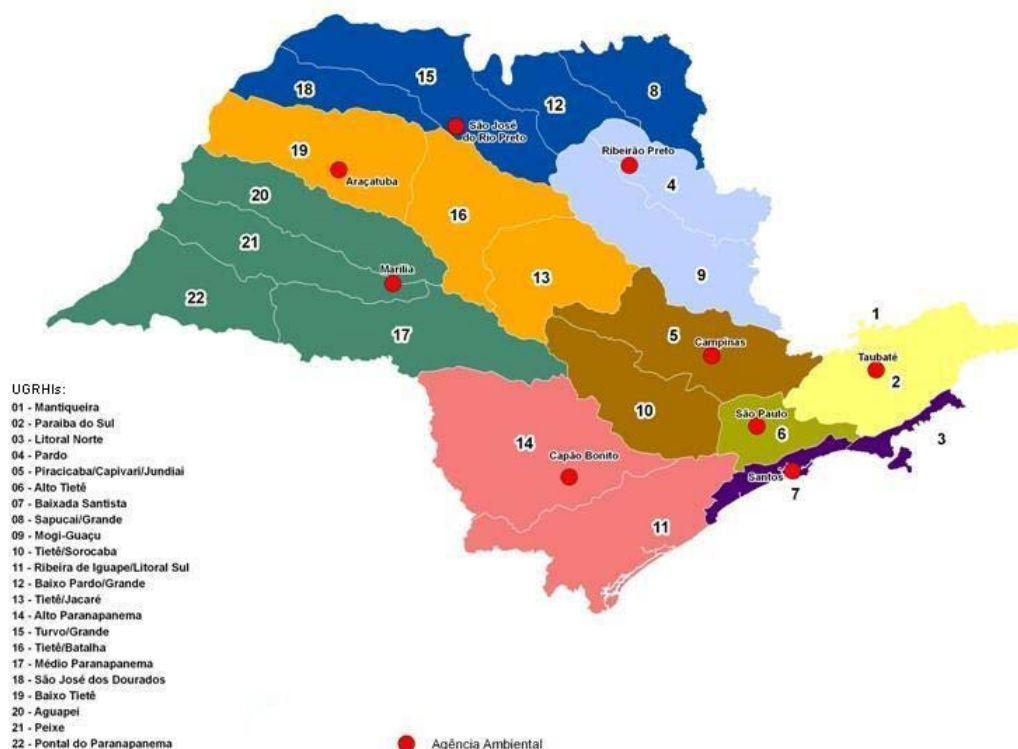 15
18
12
8
São José
do Rio Preto
Ribeirão Preto
19
4
Araçatuba
20
16
21
Marília
13
9
22
17
1
5
Campinas
Taubaté
2
10
São Paulo
6
3
14
Capão Bonito
Santos
7
11
UGRHIs:
01 - Mantiqueira
02 - Paraiba do Sul
03 - Litoral Norte
04 - Pardo
05 - Piracicaba/Capivari/Jundiaí
06 - Alto Tietê
07 - Baixada Santista
08 - Sapucaí/Grande
09 - Mogi-Guaçu
10 - Tietê/Sorocaba
11 - Ribeira de Iguape/Litoral Sul
12 - Baixo Pardo/Grande
13 - Tietê/Jacaré
14 - Alto Paranapanema
15 - Turvo/Grande
16 - Tietê/Batalha
17 - Médio Paranapanema
18 - São José dos Dourados
19 - Baixo Tietê
20 - Aguapeí
21 - Peixe
22 - Pontal do Paranapanema
Agência Ambiental